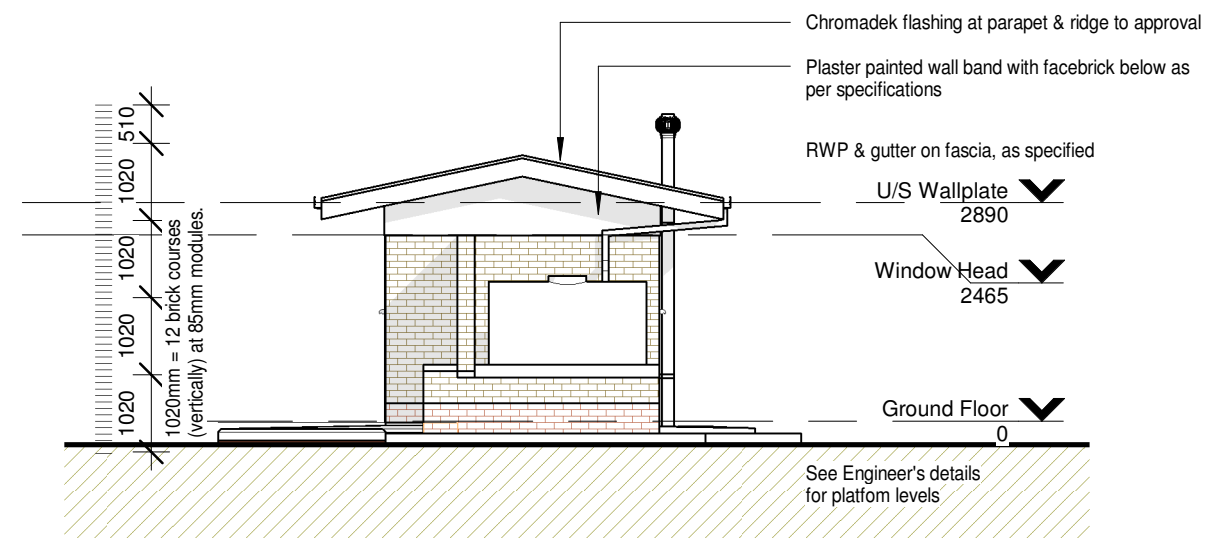 Chromadek flashing at parapet & ridge to approval
Plaster painted wall band with facebrick below as
per specifications
RWP & gutter on fascia, as specified
U/S Wallplate
2890
Window Head
2465
Ground Floor
0
See Engineer's details
for platfom levels
510
1020
1020
1020
1020
1020mm = 12 brick courses
(vertically) at 85mm modules.